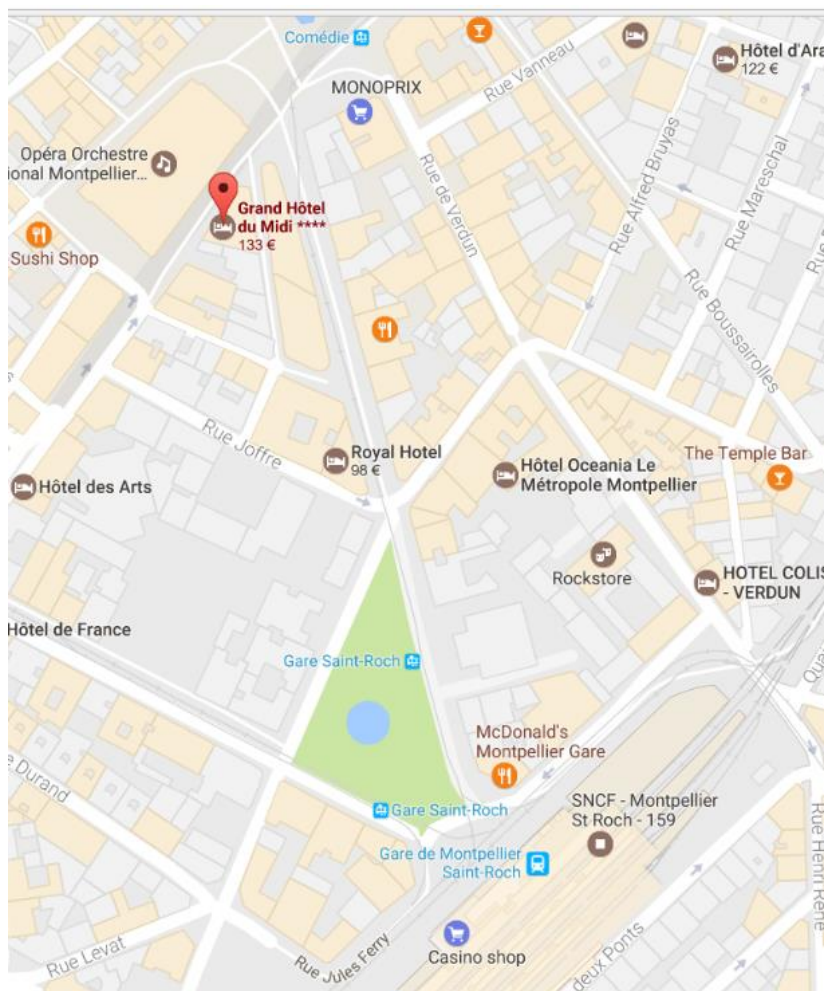 Comédie
Hôtel d'Ara
122 €
Rue Vanneau
MONOPRIX
Opéra Orchestre
ional Montpellier...
Rue de Verdun
Rue Alfred Bruyas
Rue Mareschal
Grand Hôtel
du Midi ****
133 €
Sushi Shop
Rue Boussairolles
Rue Joffre
Royal Hotel
98 €
The Temple Bar
Hôtel Oceania Le
Métropole Montpellier
Hôtel des Arts
Rockstore
HOTEL COLIS
- VERDUN
Hôtel de France
Gare Saint-Roch
McDonald's
Montpellier Gare
Durand
Gare Saint-Roch
SNCF - Montpellier
St Roch - 159
Gare de Montpellier
Saint-Roch
Rue Henri René
Casino shop
Rue Levat
Rue Jules Ferry
deux Ponts